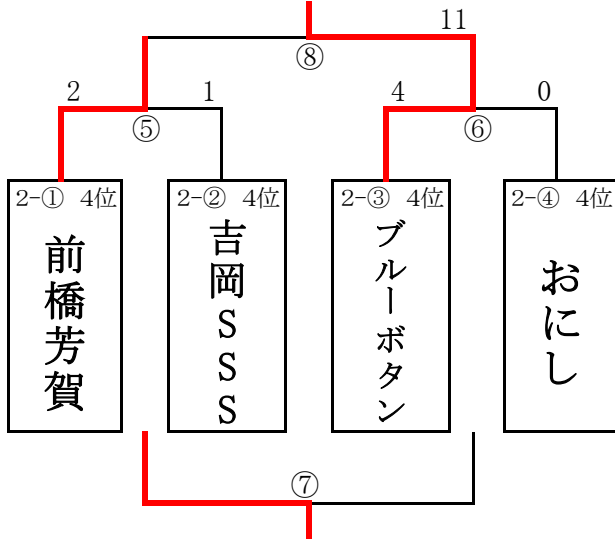 11
⑧
2
1
4
0
⑤
⑥
2-① 4位
2-② 4位
2-③ 4位
2-④ 4位
前橋芳賀
吉岡SSS
ブルーボタン
おにし
⑦